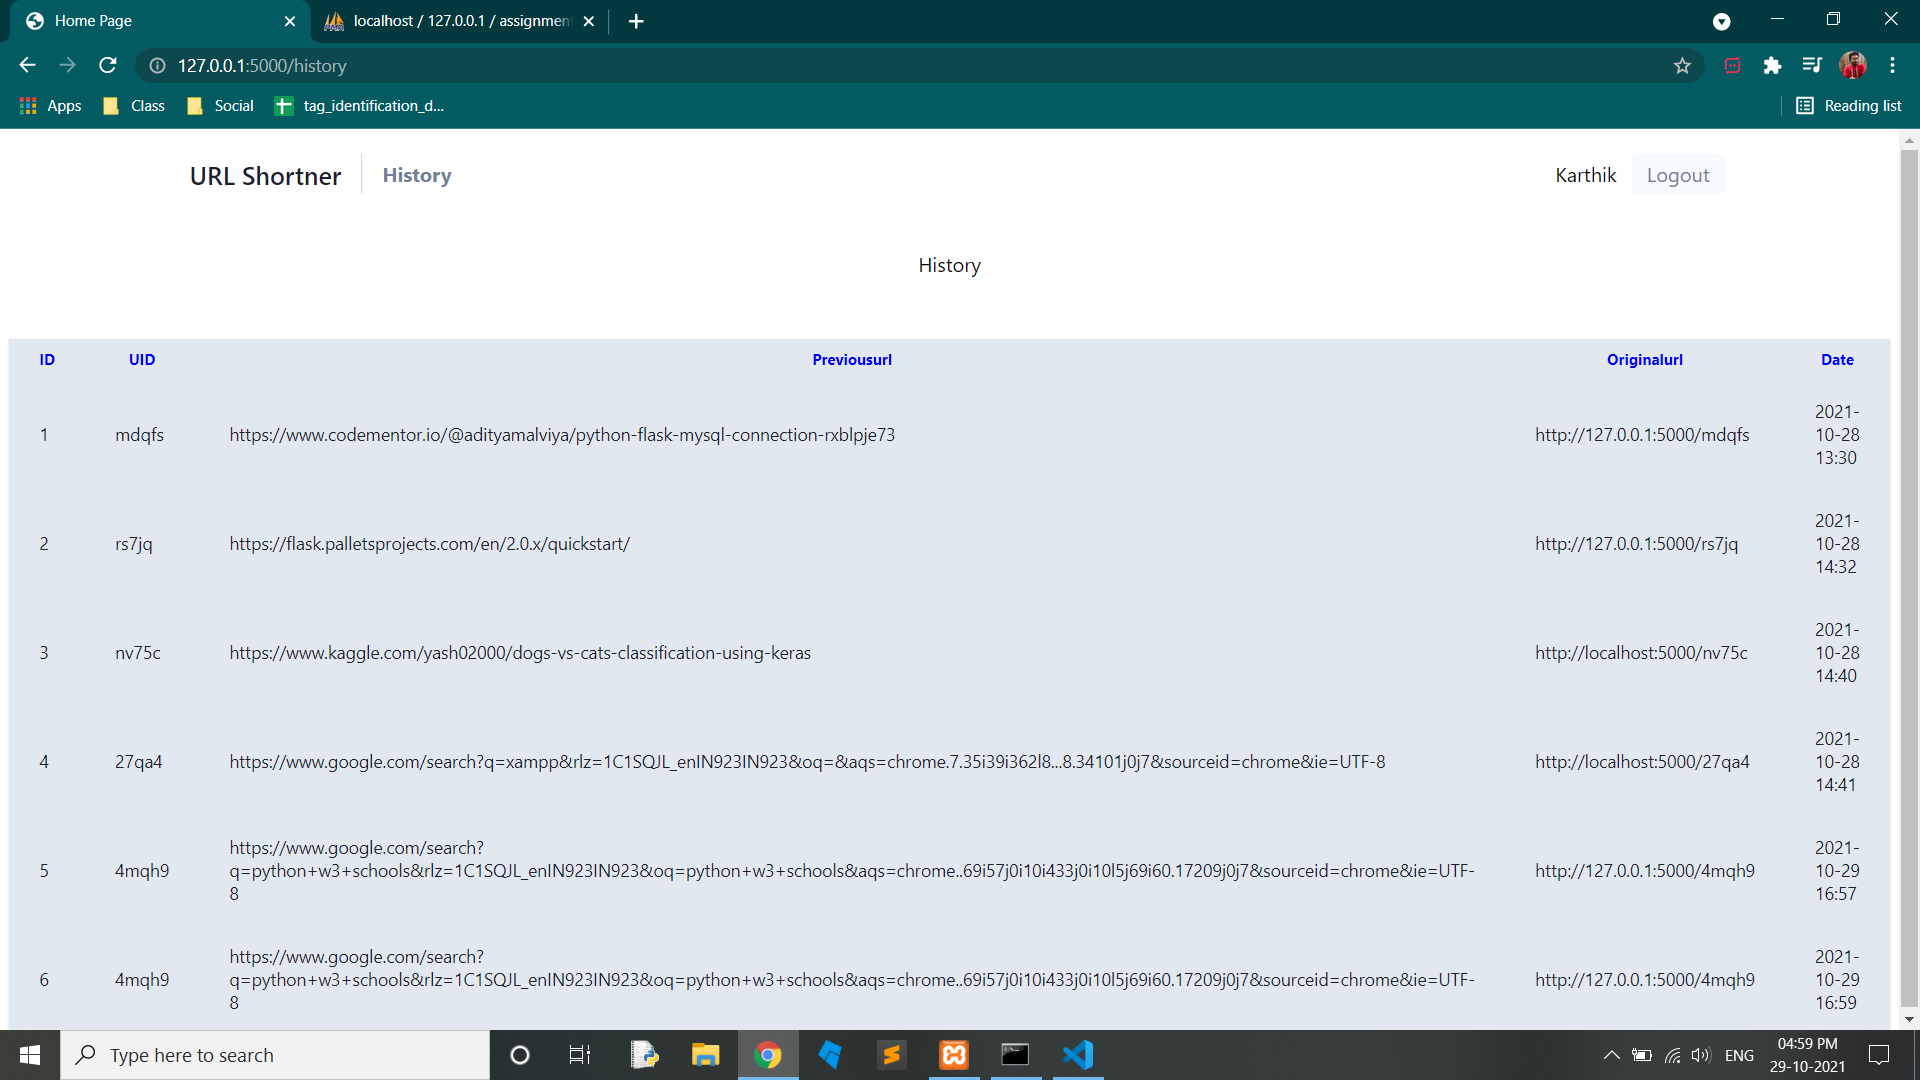 Home Page
localhost / 127.0.0.1 / assignmen
127.0.0.1:5000/history
Apps
Class
Social
tag_identification_d...
Reading list
URL Shortner
History
Karthik
Logout
History
ID UID Previousurl Originalurl Date
1 mdqfs https://www.codementor.io/@adityamalviya/python-flask-mysql-connection-rxblpje73 http://127.0.0.1:5000/mdqfs
2021-
10-28
13:30
2 rs7jq https://flask.palletsprojects.com/en/2.0.x/quickstart/ http://127.0.0.1:5000/rs7jq
2021-
10-28
14:32
3 nv75c https://www.kaggle.com/yash02000/dogs-vs-cats-classification-using-keras http://localhost:5000/nv75c
2021-
10-28
14:40
4 27qa4 https://www.google.com/search?q=xampp&rlz=1C1SQJL_enIN923IN923&oq=&aqs=chrome.7.35i39i362l8...8.34101j0j7&sourceid=chrome&ie=UTF-8 http://localhost:5000/27qa4
2021-
10-28
14:41
5 4mqh9
https://www.google.com/search?
q=python+w3+schools&rlz=1C1SQJL_enIN923IN923&oq=python+w3+schools&aqs=chrome..69i57j0i10i433j0i10l5j69i60.17209j0j7&sourceid=chrome&ie=UTF-
8
http://127.0.0.1:5000/4mqh9
2021-
10-29
16:57
6 4mqh9
https://www.google.com/search?
q=python+w3+schools&rlz=1C1SQJL_enIN923IN923&oq=python+w3+schools&aqs=chrome..69i57j0i10i433j0i10l5j69i60.17209j0j7&sourceid=chrome&ie=UTF-
8
http://127.0.0.1:5000/4mqh9
2021-
10-29
16:59
Type here to search
ENG
04:59 PM
29-10-2021